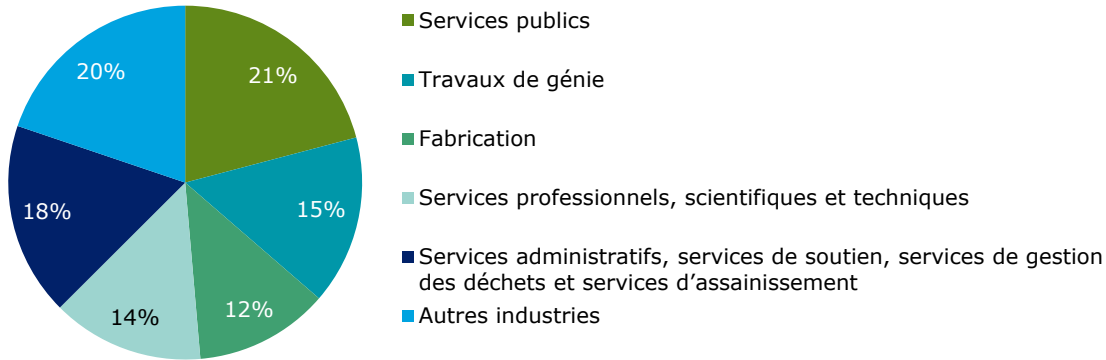 Services publics
20%
21%
Travaux de génie
Fabrication
18%
15%
Services professionnels, scientifiques et techniques
Services administratifs, services de soutien, services de gestion
des déchets et services d’assainissement
14%
12%
Autres industries